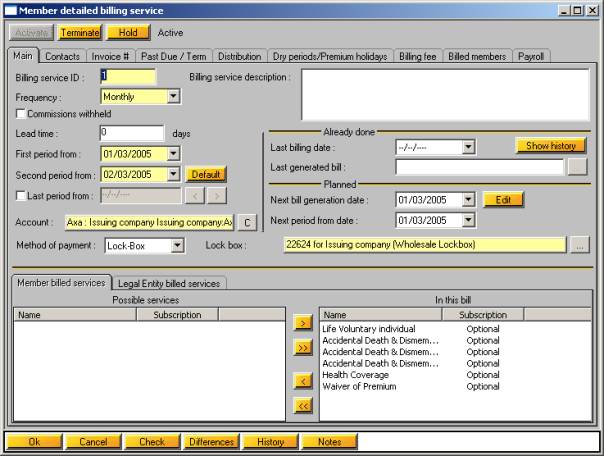 Member detailed billing service
Activate Terminate Hold Active
Main Contacts Invoice # Past Due / Term Distribution Dry periods/Premium holidays Billing fee Billed members Payroll
Billing service ID : 1 Billing service description :
Frequency : Monthly
Commissions withheld
Lead time : 0 days
Already done
Last billing date : --/--/---- Show history
First period from : 01/03/2005
Last generated bill :
Second period from : 02/03/2005 Default
Planned
Last period from : --/--/---- < >
Next bill generation date : 01/03/2005 Edit
Account : Axa : Issuing company Issuing company:Ax C
Next period from date : 01/03/2005
Method of payment : Lock-Box Lock box : 22624 for Issuing company (Wholesale Lockbox) ...
Member billed services Legal Entity billed services
Possible services In this bill
Name Subscription Name Subscription
> >> < <<
Life Voluntary individual Optional
Accidental Death & Dismem... Optional
Accidental Death & Dismem... Optional
Accidental Death & Dismem... Optional
Health Coverage Optional
Waiver of Premium Optional
Ok Cancel Check Differences History Notes